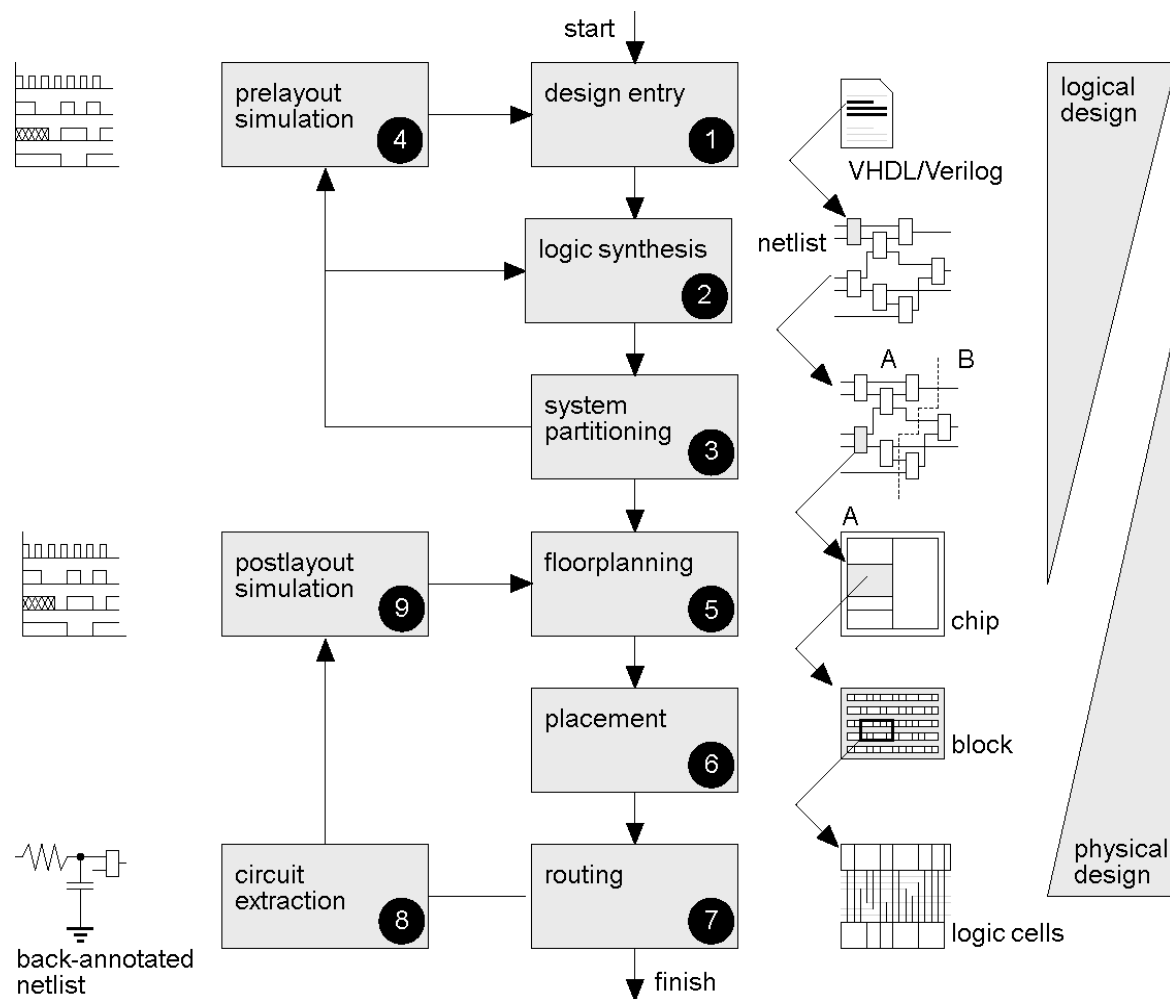 start
prelayout
simulation
4
design entry
1
VHDL/Verilog
logical
design
logic synthesis
2
netlist
system
partitioning
3
A
B
postlayout
simulation
9
floorplanning
5
A
chip
placement
6
block
circuit
extraction
8
routing
7
logic cells
physical
design
back-annotated
netlist
finish